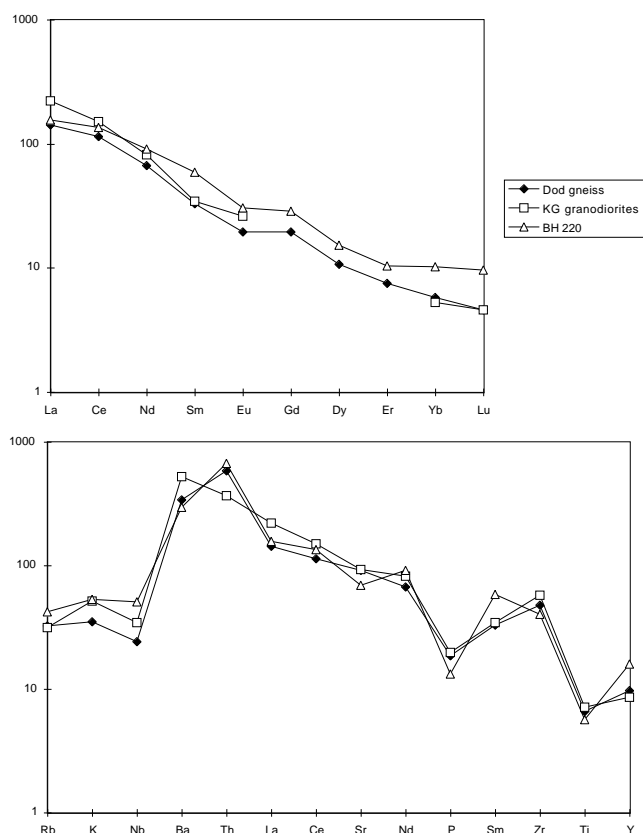 1000
100
10
1
La Ce Nd Sm Eu Gd Dy Er Yb Lu
Dod gneiss
KG granodiorites
BH 220
1000
100
10
1
Rb K Nb Ba Th La Ce Sr Nd P Sm Zr Ti Y